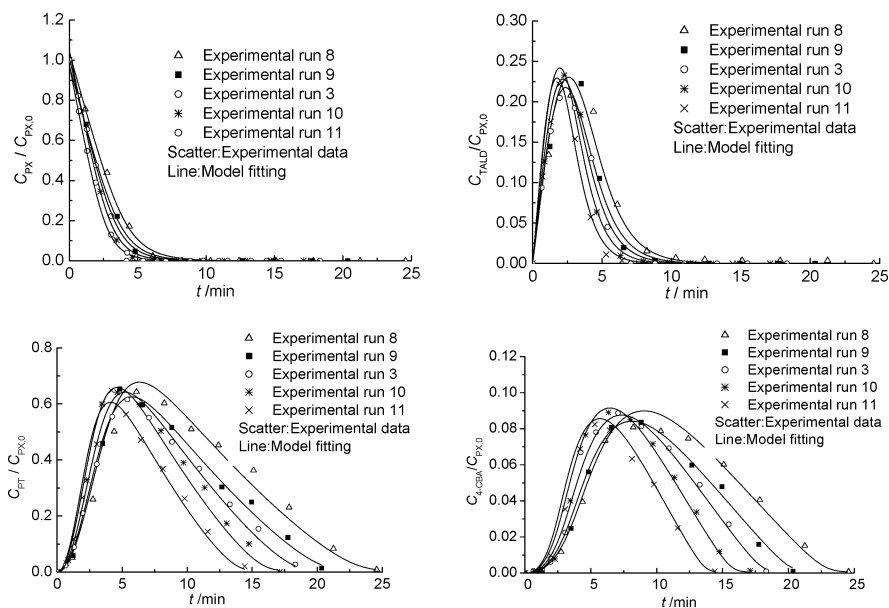 C_PX / C_PX,0
1.2
1.0
0.8
0.6
0.4
0.2
0.0
Experimental run 8
Experimental run 9
Experimental run 3
Experimental run 10
Experimental run 11
Scatter:Experimental data
Line:Model fitting
0 5 10 15 20 25
t /min
C_TALD/C_PX,0
0.25
0.20
0.15
0.10
0.05
0.00
Experimental run 8
Experimental run 9
Experimental run 3
Experimental run 10
Experimental run 11
Scatter:Experimental data
Line:Model fitting
0 5 10 15 20 25
t /min
C_PT / C_PX,0
0.8
0.6
0.4
0.2
0.0
Experimental run 8
Experimental run 9
Experimental run 3
Experimental run 10
Experimental run 11
Scatter:Experimental data
Line:Model fitting
0 5 10 15 20 25
t /min
C_4-CBA/C_PX,0
0.12
0.10
0.08
0.06
0.04
0.02
0.00
Experimental run 8
Experimental run 9
Experimental run 3
Experimental run 10
Experimental run 11
Scatter:Experimental data
Line:Model fitting
0 5 10 15 20 25
t /min